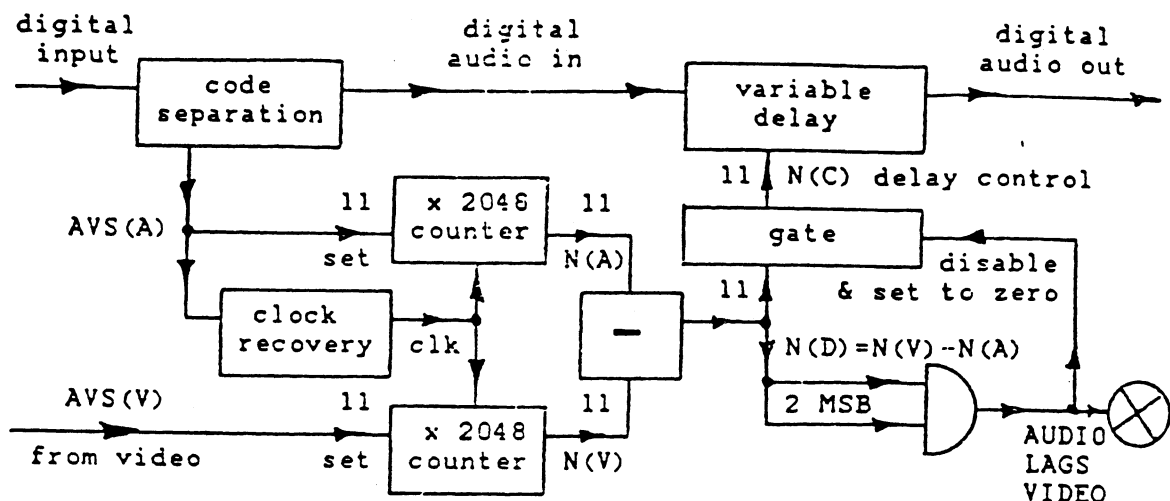 digital
input
digital
audio in
digital
audio out
code
separation
variable
delay
11 N(C) delay control
AVS(A)
11
set
x 2048
counter
11
N(A)
gate
disable
& set to zero
11
clock
recovery
clk
−
N(D)=N(V)-N(A)
2 MSB
AVS(V)
from video
11
set
x 2048
counter
11
N(V)
AUDIO
LAGS
VIDEO